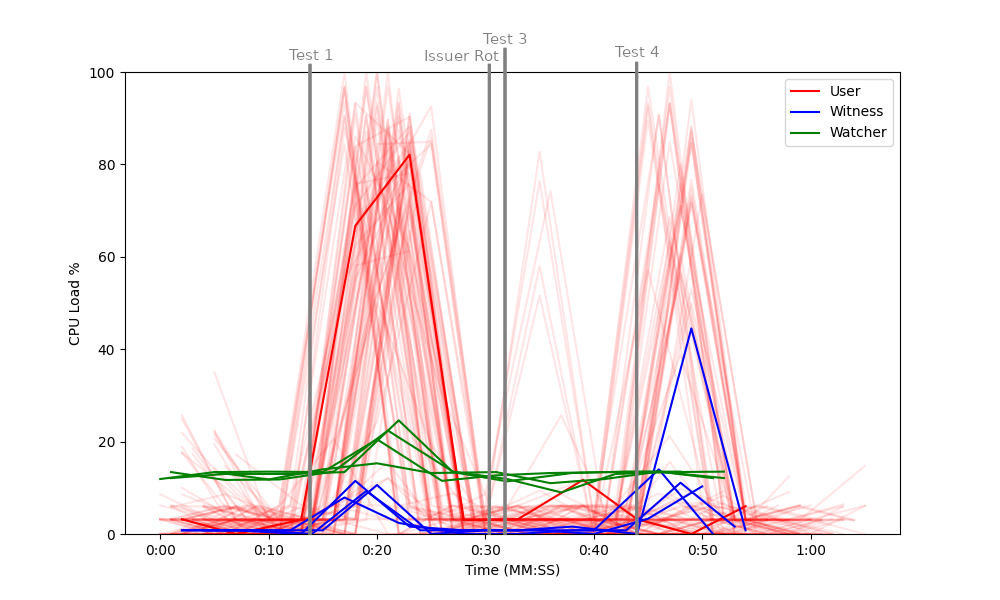 Test 3
Test 1
Issuer Rot
Test 4
100
80
60
40
20
0
CPU Load %
User
Witness
Watcher
0:00
0:10
0:20
0:30
0:40
0:50
1:00
Time (MM:SS)